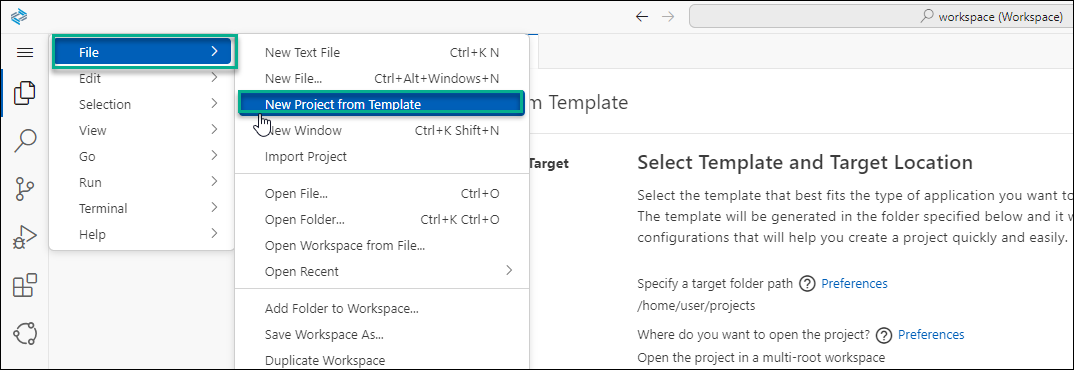 workspace (Workspace)
File
Edit
Selection
View
Go
Run
Terminal
Help
New Text File Ctrl+K N
New File... Ctrl+Alt+Windows+N
New Project from Template
New Window Ctrl+K Shift+N
Import Project
Open File... Ctrl+O
Open Folder... Ctrl+K Ctrl+O
Open Workspace from File...
Open Recent
Add Folder to Workspace...
Save Workspace As...
Duplicate Workspace
Template
Target
Select Template and Target Location
Select the template that best fits the type of application you want to
The template will be generated in the folder specified below and it
configurations that will help you create a project quickly and easily.
Specify a target folder path ? Preferences
/home/user/projects
Where do you want to open the project? ? Preferences
Open the project in a multi-root workspace